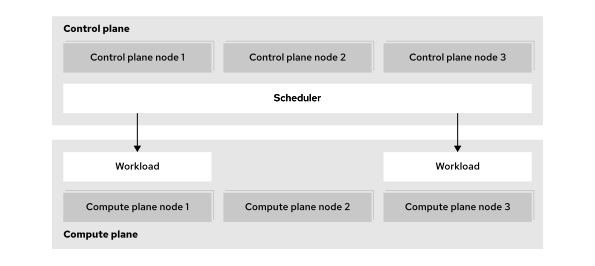 Control plane
Control plane node 1
Control plane node 2
Control plane node 3
Scheduler
Workload
Workload
Compute plane node 1
Compute plane node 2
Compute plane node 3
Compute plane